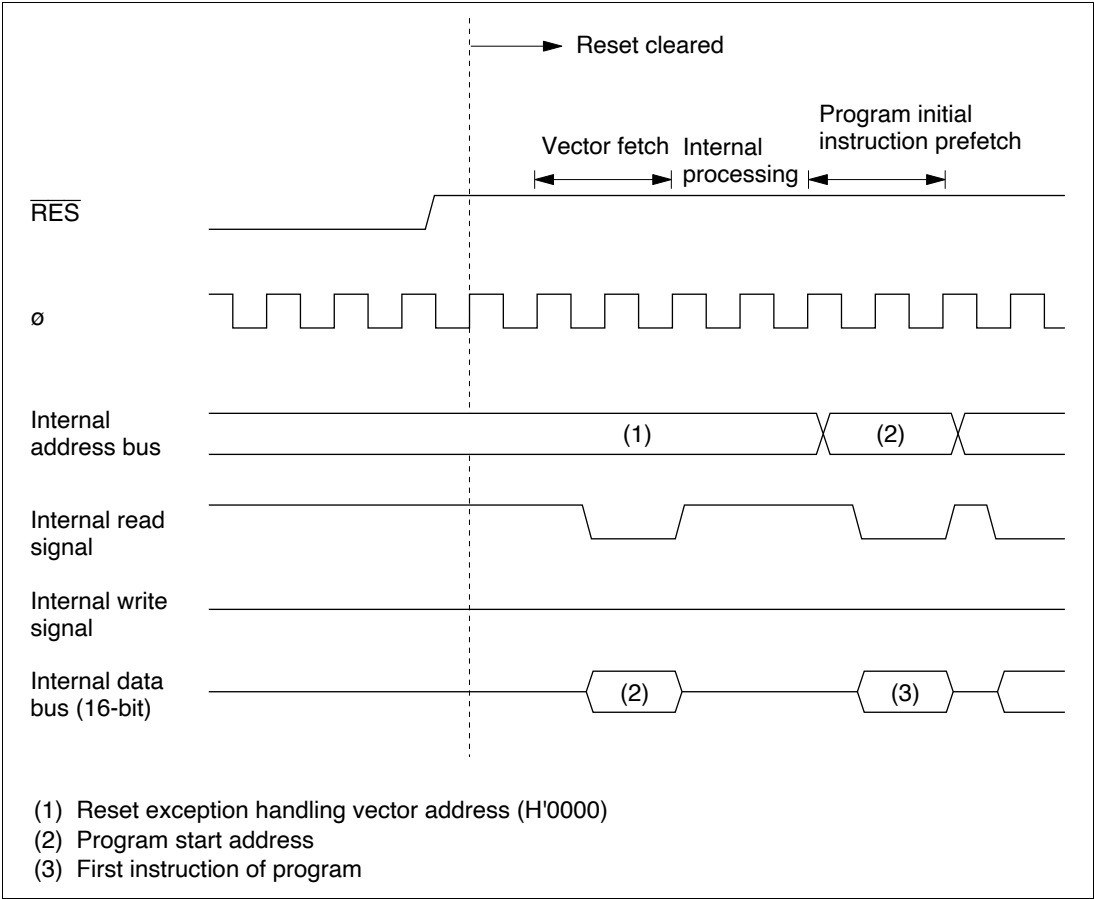 Reset cleared
Program initial
instruction prefetch
Vector fetch
Internal
processing
R̅E̅S̅
ø
Internal
address bus
(1)
(2)
Internal read
signal
Internal write
signal
Internal data
bus (16-bit)
(2)
(3)
(1) Reset exception handling vector address (H'0000)
(2) Program start address
(3) First instruction of program